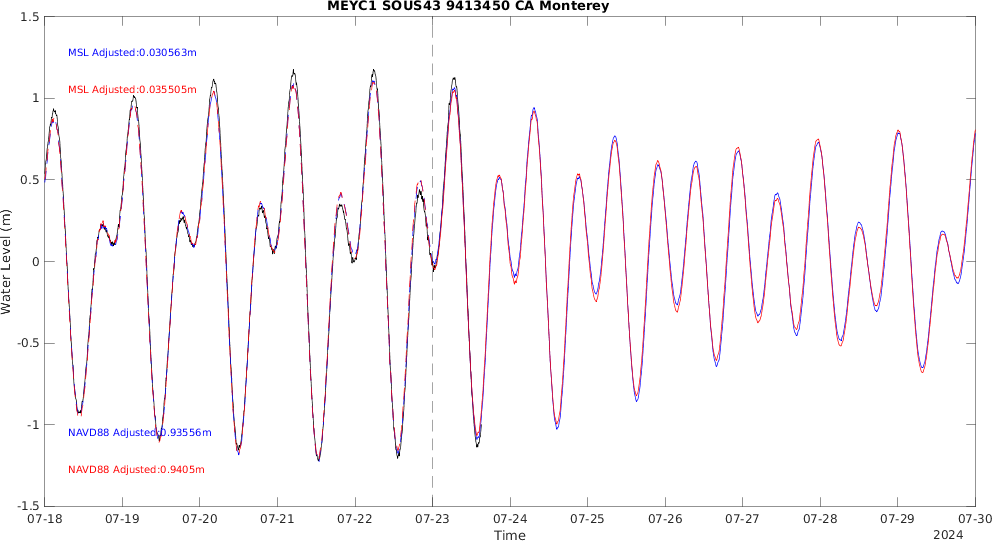 MEYC1 SOUS43 9413450 CA Monterey
1.5
MSL Adjusted:0.030563m
MSL Adjusted:0.035505m
1
0.5
0
Water Level (m)
-0.5
-1
NAVD88 Adjusted:0.93556m
NAVD88 Adjusted:0.9405m
-1.5
07-18 07-19 07-20 07-21 07-22 07-23 07-24 07-25 07-26 07-27 07-28 07-29 07-30
Time
2024